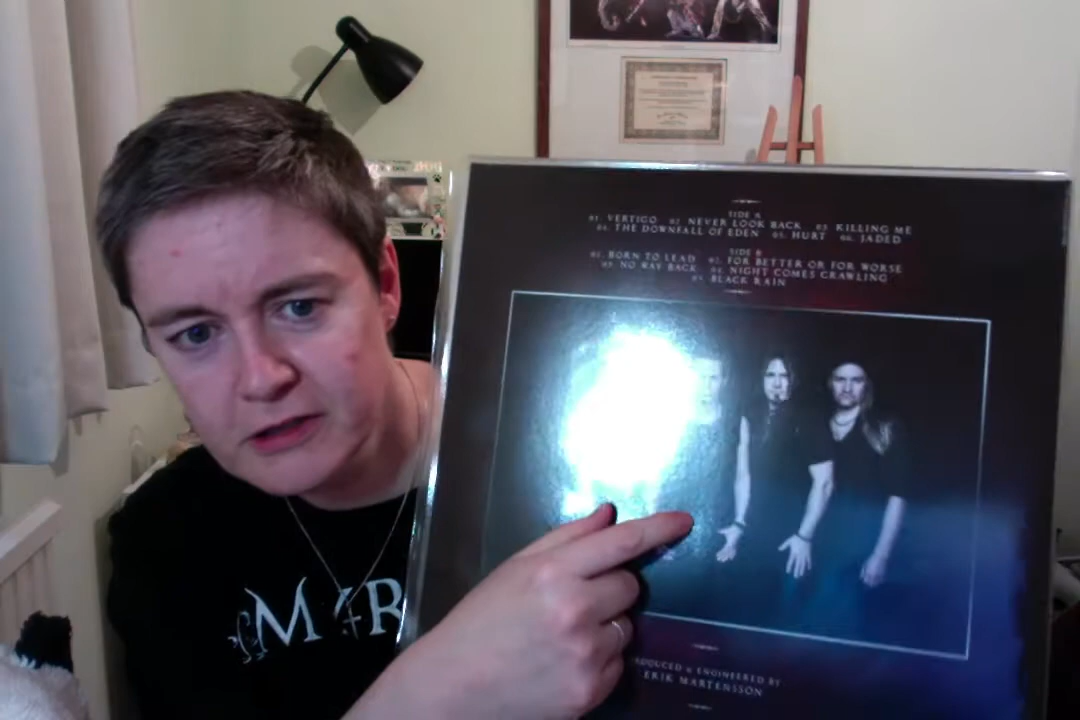 SIDE A
01. VERTIGO 02. NEVER LOOK BACK 03. KILLING ME
04. THE DOWNFALL OF EDEN 05. HURT 06. JADED
SIDE B
01. BORN TO LEAD 02. FOR BETTER OR FOR WORSE
03. NO WAY BACK 04. NIGHT COMES CRAWLING
05. BLACK RAIN
& ENGINEERED BY
ERIK MARTENSSON